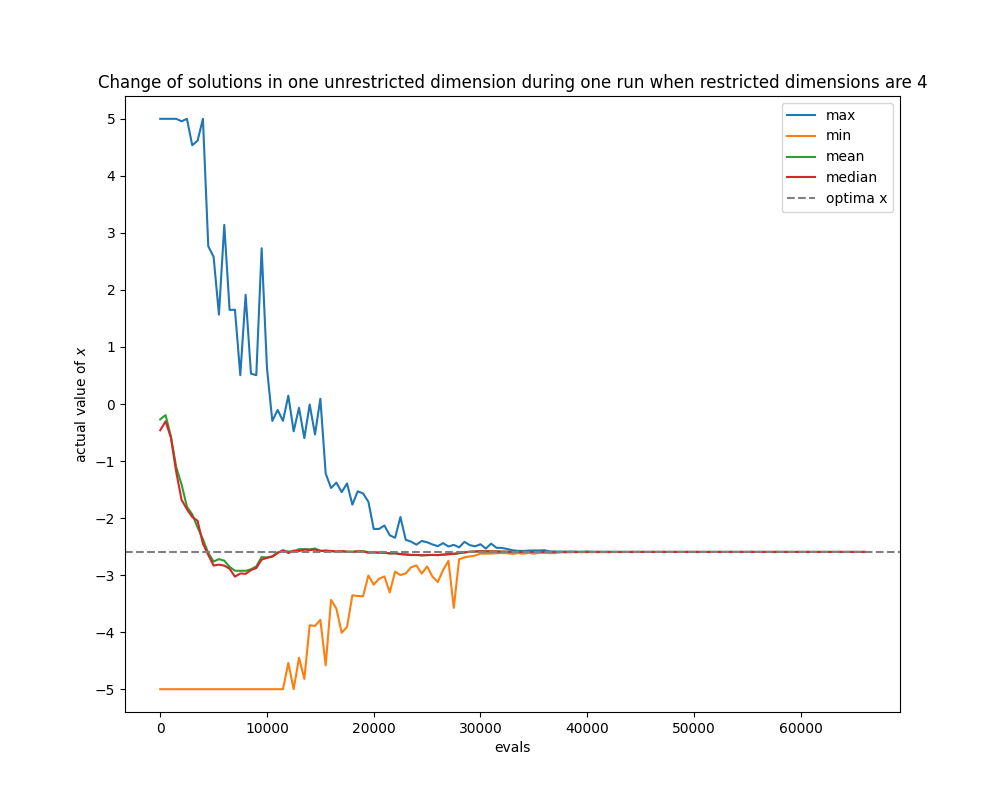 Change of solutions in one unrestricted dimension during one run when restricted dimensions are 4
max
min
mean
median
optima x
5
4
3
2
1
0
−1
−2
−3
−4
−5
actual value of x
0 10000 20000 30000 40000 50000 60000
evals